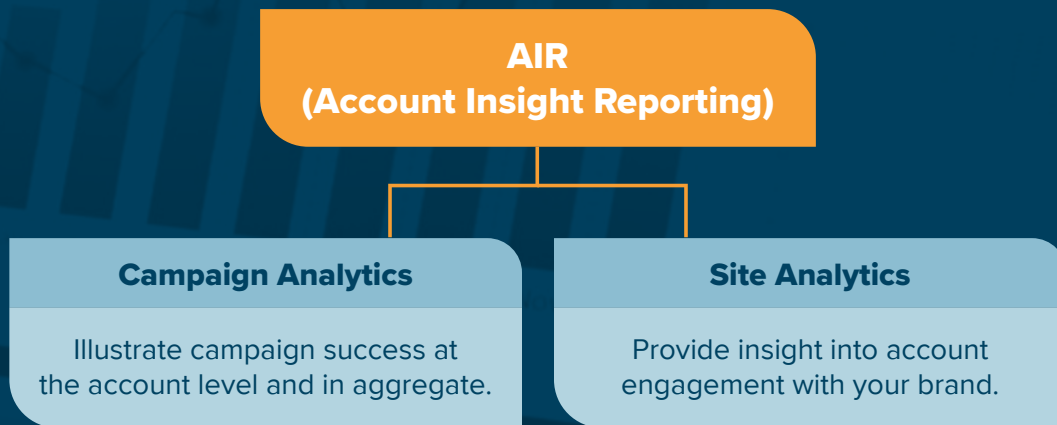 AIR
(Account Insight Reporting)
Campaign Analytics
Illustrate campaign success at
the account level and in aggregate.
Site Analytics
Provide insight into account
engagement with your brand.